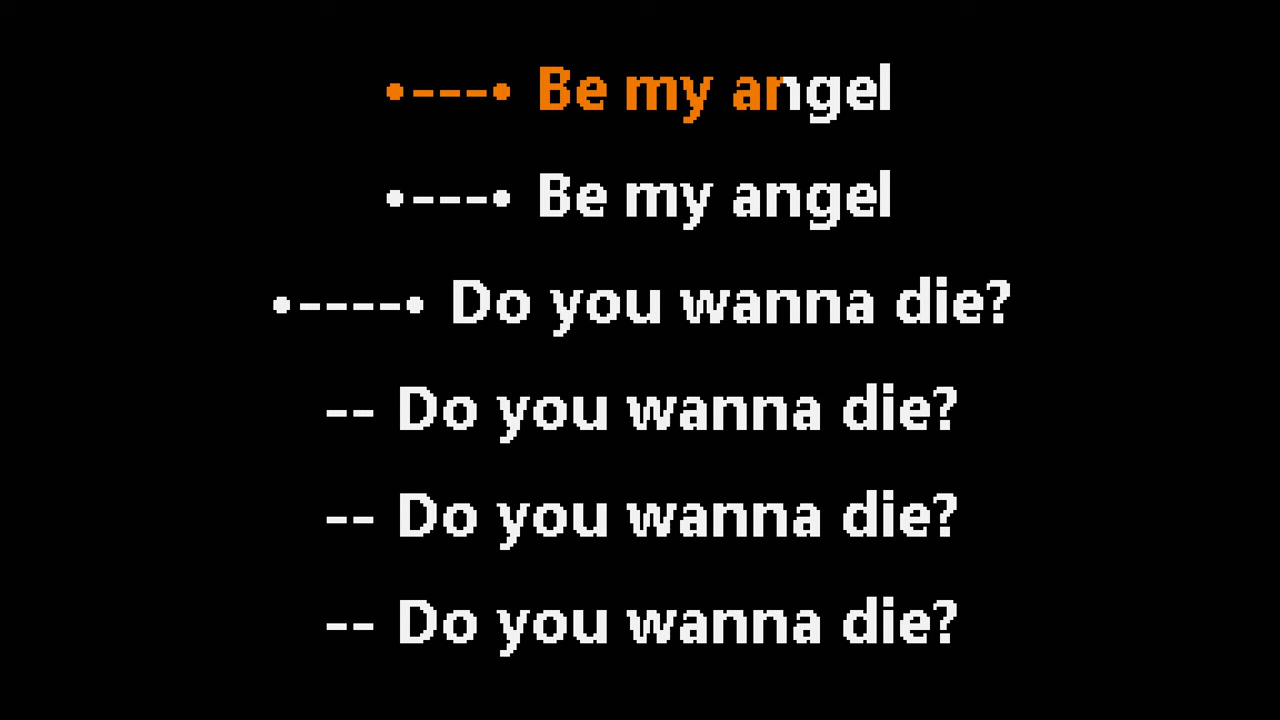 •---• Be my angel
•---• Be my angel
•----• Do you wanna die?
-- Do you wanna die?
-- Do you wanna die?
-- Do you wanna die?